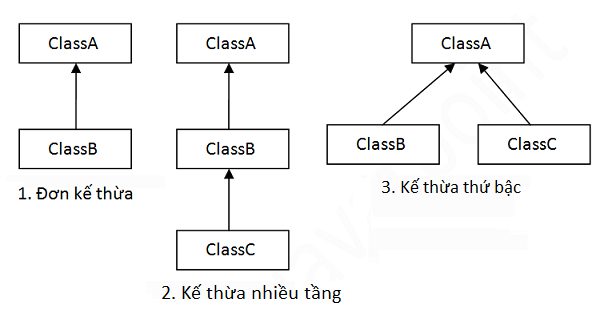 ClassA
ClassB
1. Đơn kế thừa
ClassA
ClassB
ClassC
2. Kế thừa nhiều tầng
ClassA
ClassB
ClassC
3. Kế thừa thứ bậc